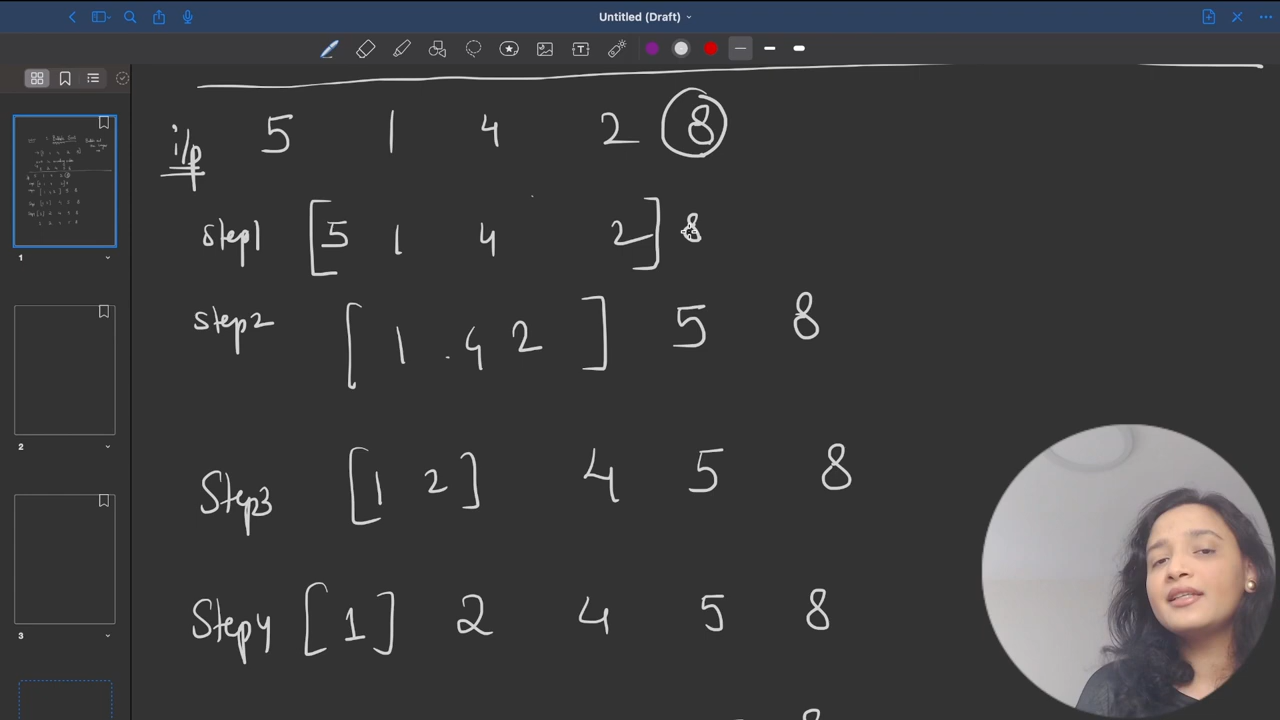 Untitled (Draft)
i/p 5 1 4 2 8
Step1 [5 1 4 2] 8
Step2 [1 4 2] 5 8
Step3 [1 2] 4 5 8
Step4 [1] 2 4 5 8
8
1
2
3